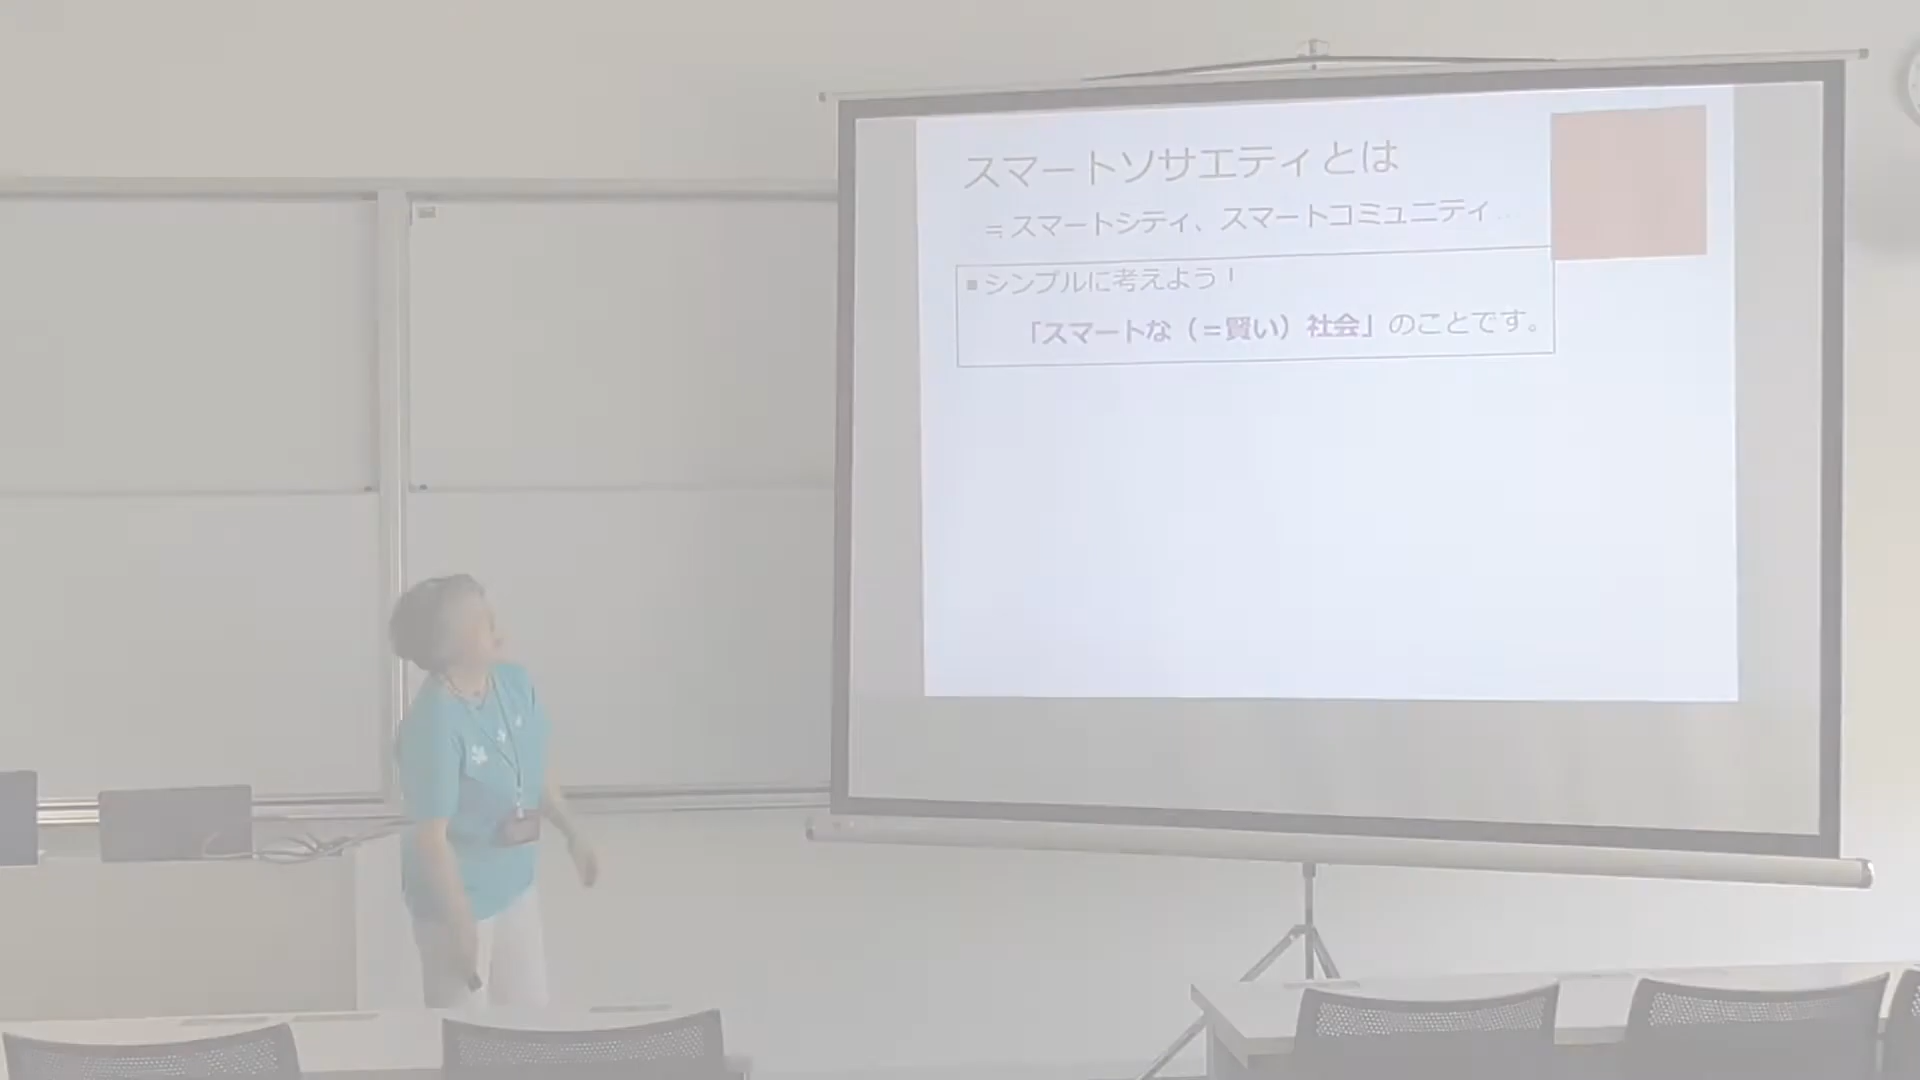 スマートソサエティとは
≒スマートシティ、スマートコミュニティ…
■シンプルに考えよう！
「スマートな（=賢い）社会」のことです。